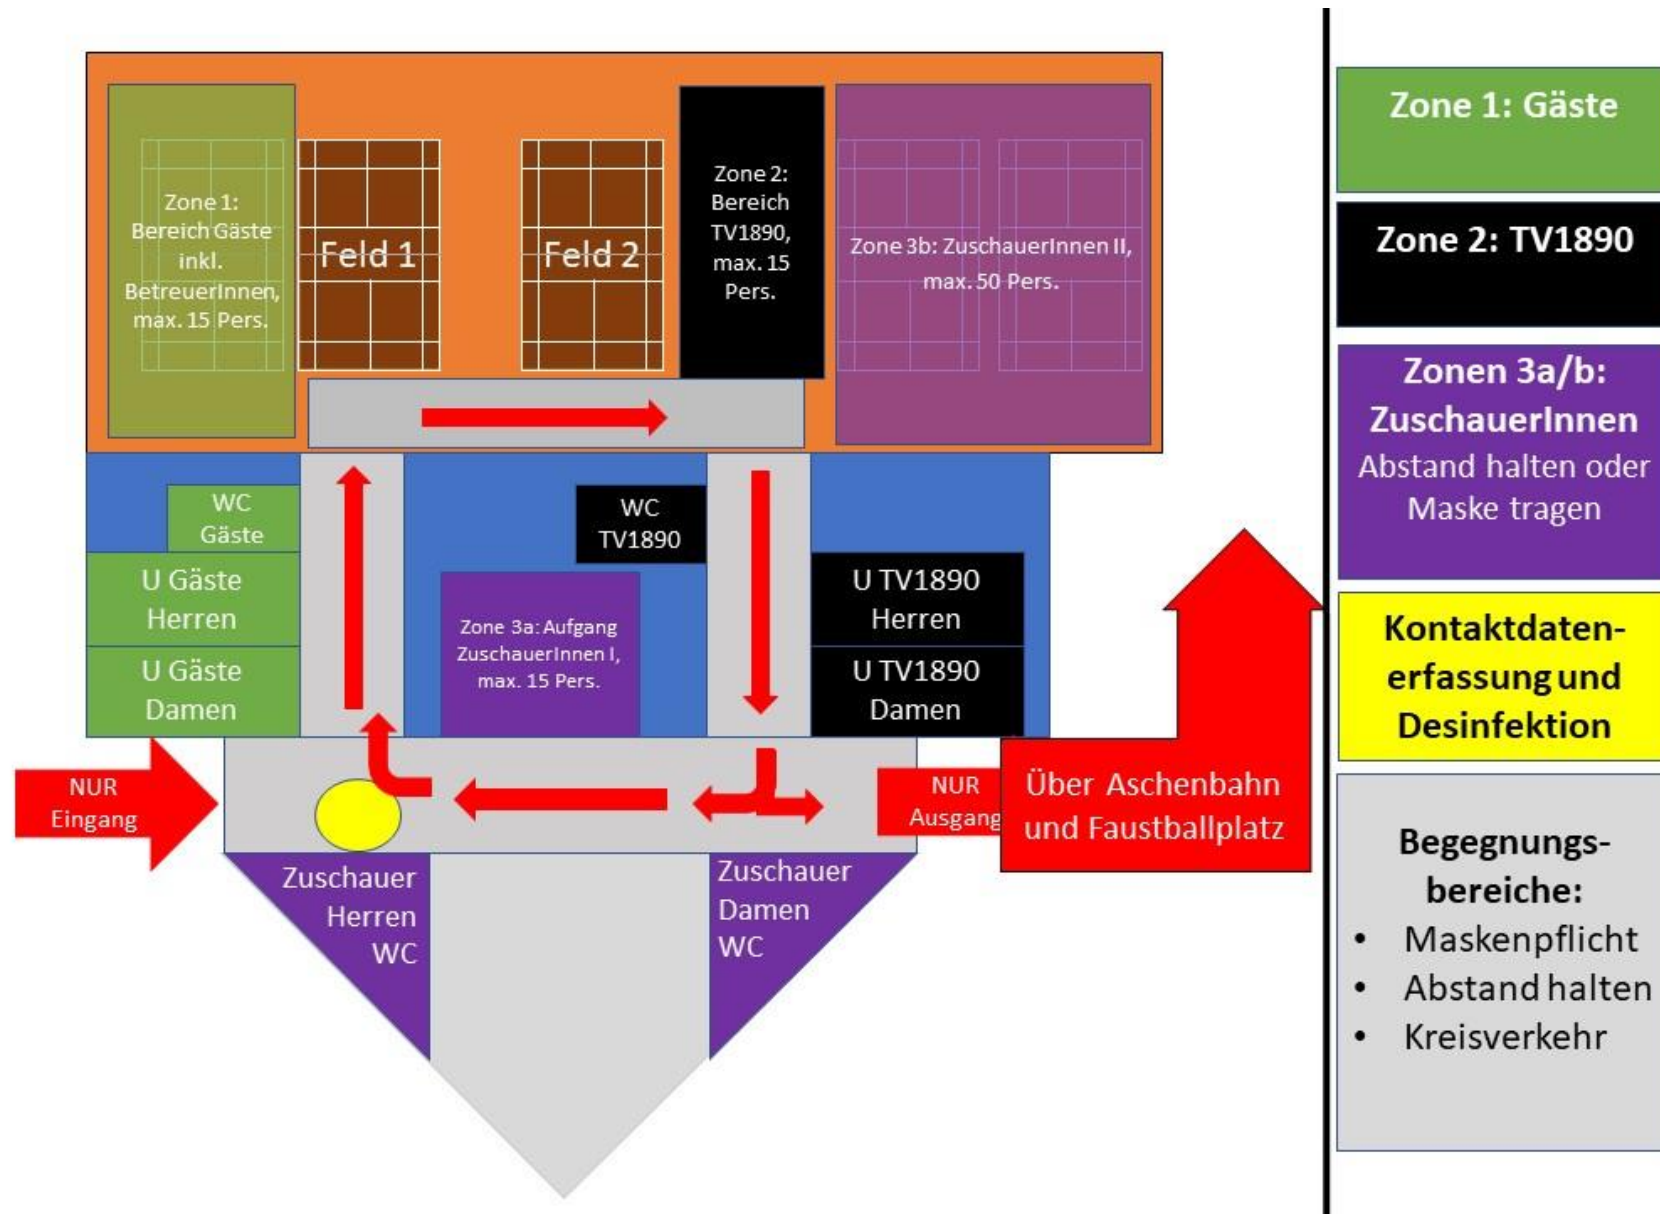 Zone 1:
Bereich Gäste
inkl.
BetreuerInnen,
max. 15 Pers.
Feld 1
Feld 2
Zone 2:
Bereich
TV1890,
max. 15
Pers.
Zone 3b: ZuschauerInnen II,
max. 50 Pers.
WC
Gäste
U Gäste
Herren
U Gäste
Damen
Zone 3a: Aufgang
ZuschauerInnen I,
max. 15 Pers.
WC
TV1890
U TV1890
Herren
U TV1890
Damen
NUR
Eingang
NUR
Ausgang
Über Aschenbahn
und Faustballplatz
Zuschauer
Herren
WC
Zuschauer
Damen
WC
Zone 1: Gäste
Zone 2: TV1890
Zonen 3a/b:
ZuschauerInnen
Abstand halten oder
Maske tragen
Kontaktdaten-
erfassung und
Desinfektion
Begegnungs-
bereiche:
• Maskenpflicht
• Abstand halten
• Kreisverkehr